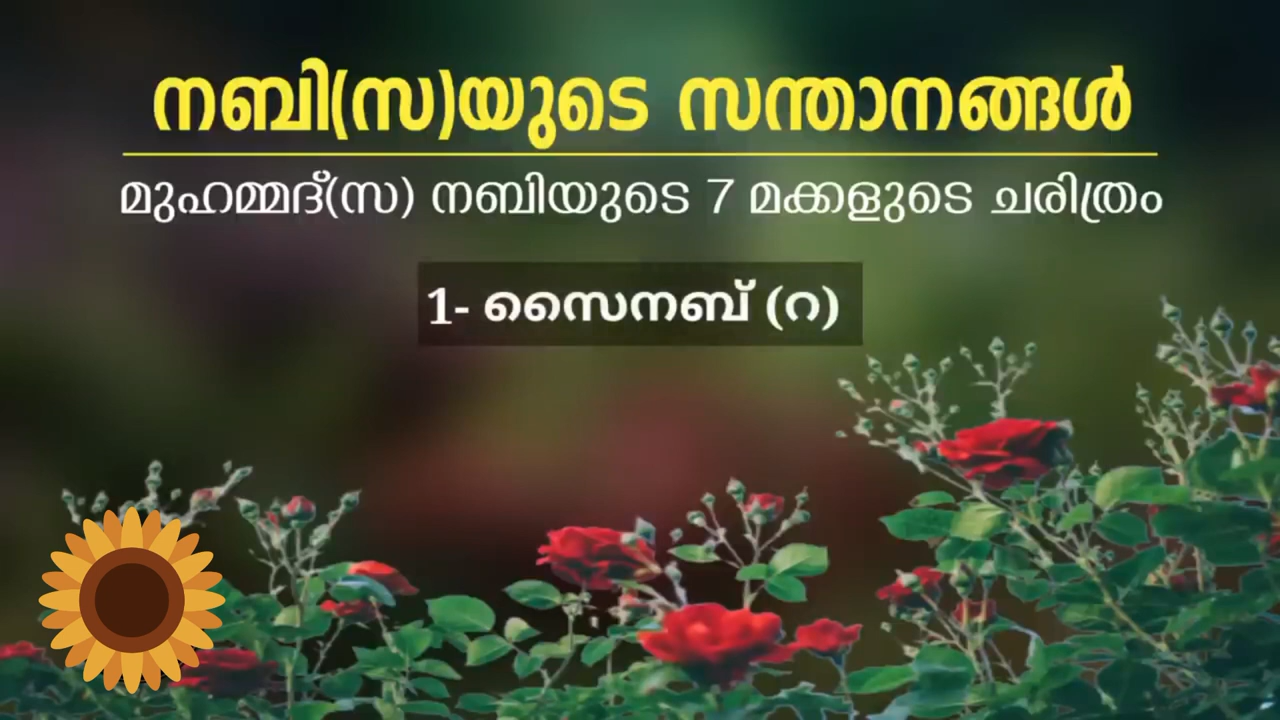 നബി(സ)യുടെ സന്താനങ്ങൾ
മുഹമ്മദ്(സ) നബിയുടെ 7 മക്കളുടെ ചരിത്രം
1- സൈനബ് (റ)